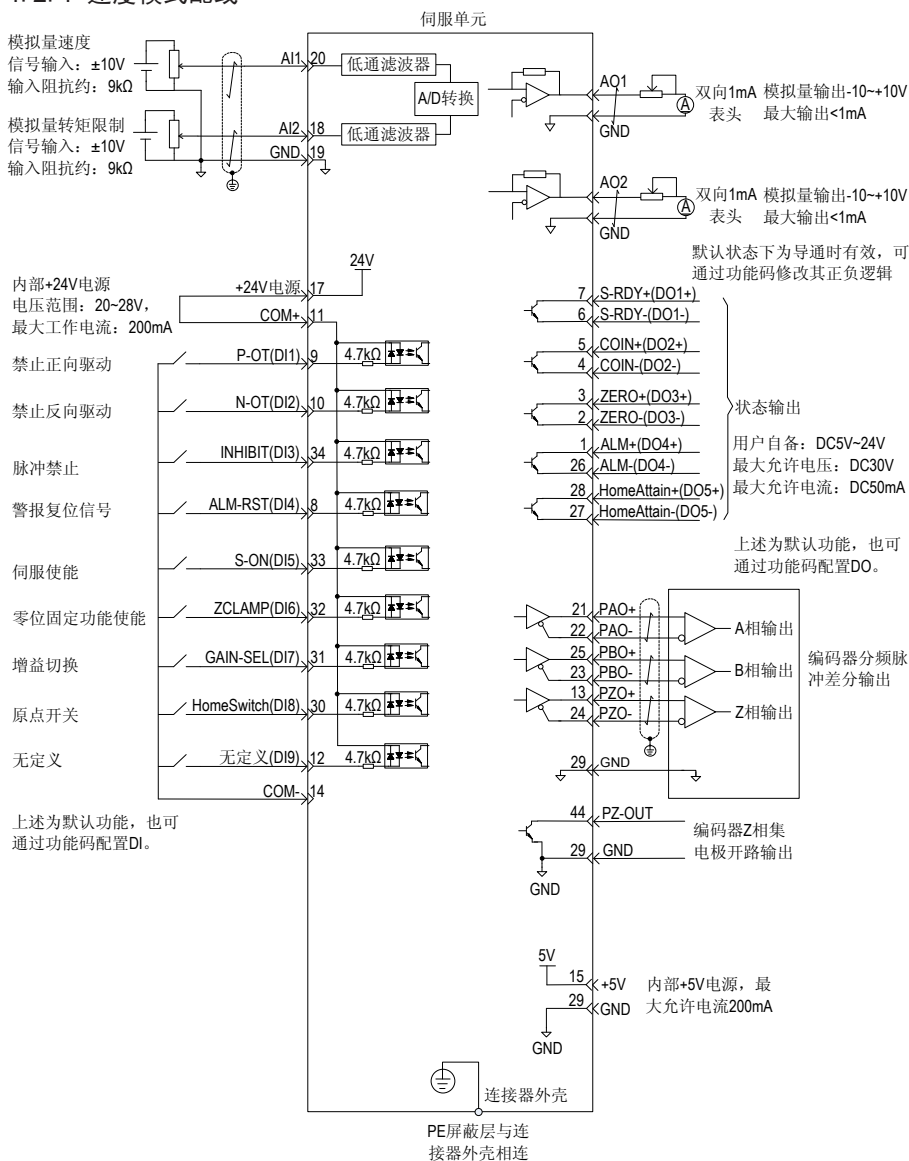 伺服单元
模拟量速度
信号输入：±10V
输入阻抗约：9kΩ
AI1 20 低通滤波器
A/D转换
模拟量转矩限制
信号输入：±10V
输入阻抗约：9kΩ
AI2 18 低通滤波器
GND 19
AO1
GND
双向1mA
表头
模拟量输出-10~+10V
最大输出<1mA
AO2
GND
双向1mA
表头
模拟量输出-10~+10V
最大输出<1mA
24V
内部+24V电源
电压范围：20~28V，
最大工作电流：200mA
+24V电源 17
COM+ 11
禁止正向驱动 P-OT(DI1) 9 4.7kΩ
禁止反向驱动 N-OT(DI2) 10 4.7kΩ
脉冲禁止 INHIBIT(DI3) 34 4.7kΩ
警报复位信号 ALM-RST(DI4) 8 4.7kΩ
伺服使能 S-ON(DI5) 33 4.7kΩ
零位固定功能使能 ZCLAMP(DI6) 32 4.7kΩ
增益切换 GAIN-SEL(DI7) 31 4.7kΩ
原点开关 HomeSwitch(DI8) 30 4.7kΩ
无定义 无定义(DI9) 12 4.7kΩ
COM- 14
上述为默认功能，也可
通过功能码配置DI。
默认状态下为导通时有效，可
通过功能码修改其正负逻辑
7 S-RDY+(DO1+)
6 S-RDY-(DO1-)
5 COIN+(DO2+)
4 COIN-(DO2-)
3 ZERO+(DO3+)
2 ZERO-(DO3-)
1 ALM+(DO4+)
26 ALM-(DO4-)
28 HomeAttain+(DO5+)
27 HomeAttain-(DO5-)
状态输出
用户自备：DC5V~24V
最大允许电压：DC30V
最大允许电流：DC50mA
上述为默认功能，也可
通过功能码配置DO。
21 PAO+
22 PAO-
A相输出
25 PBO+
23 PBO-
B相输出
13 PZO+
24 PZO-
Z相输出
编码器分频脉
冲差分输出
29 GND
44 PZ-OUT
29 GND
GND
编码器Z相集
电极开路输出
5V
15 +5V
29 GND
GND
内部+5V电源，最
大允许电流200mA
连接器外壳
PE屏蔽层与连
接器外壳相连